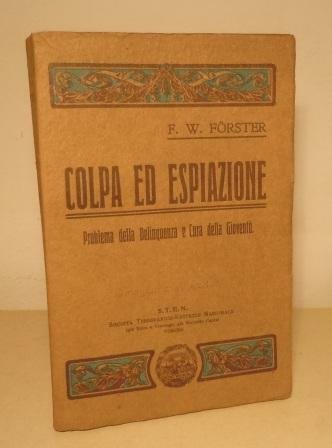 F. W. FÖRSTER
COLPA ED ESPIAZIONE
Problema della Delinquenza e Cura della Gioventù.
S.T.E.N.
SOCIETÀ TIPOGRAFICO-EDITRICE NAZIONALE
TORINO